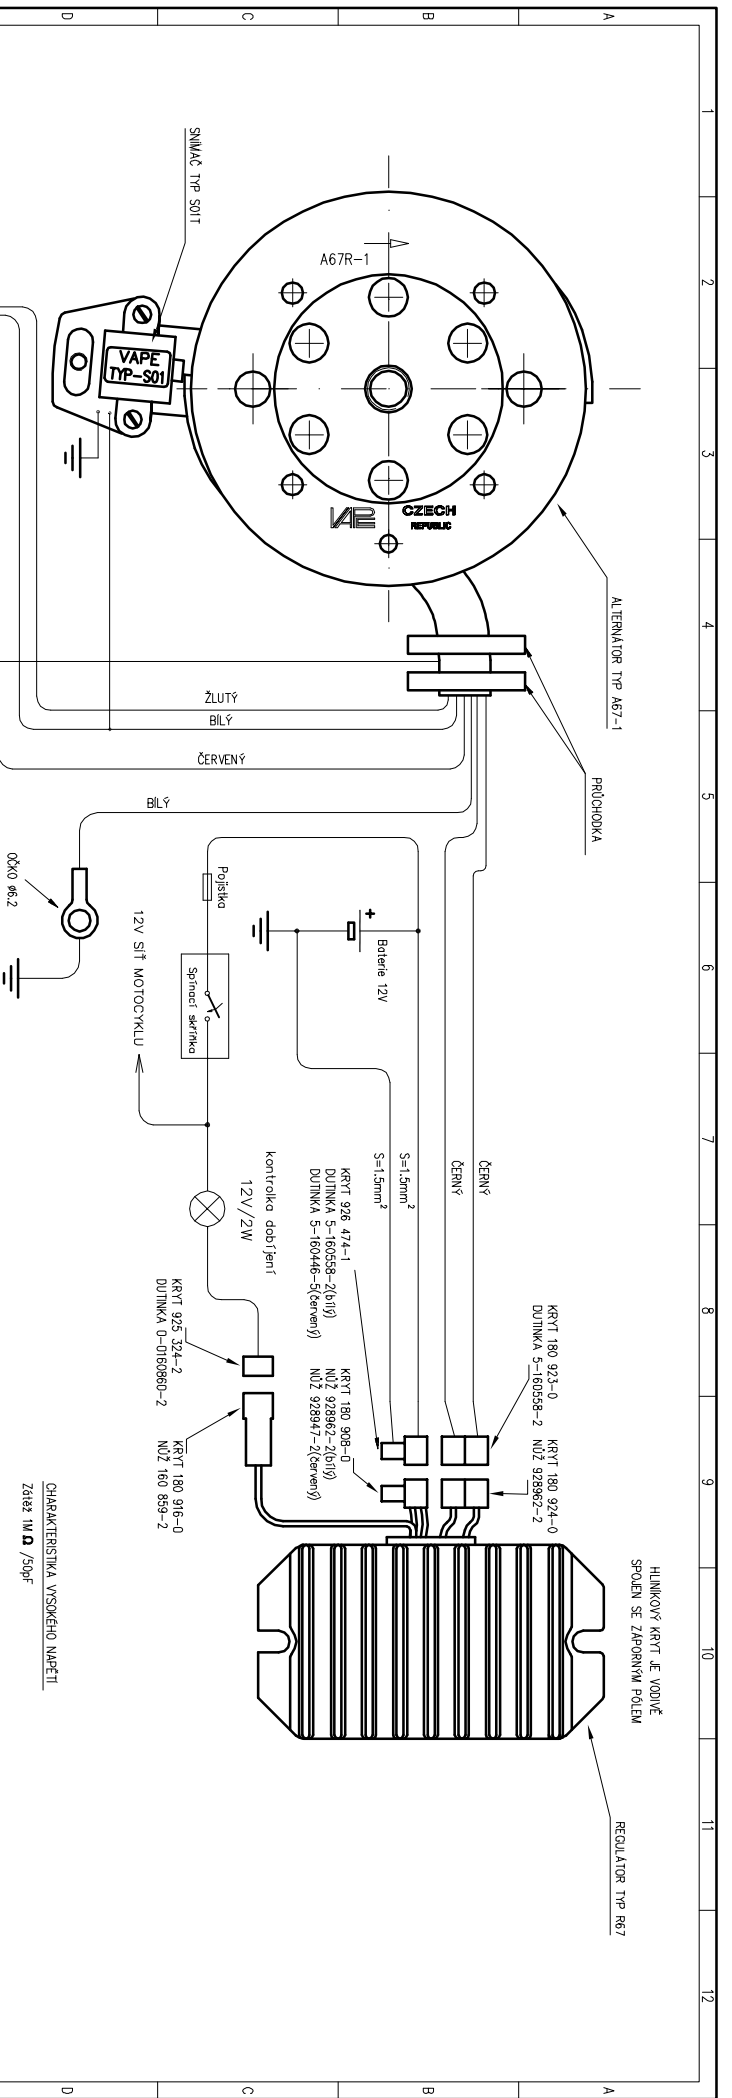 A
B
C
D
1
2
3
4
5
6
7
8
9
10
11
12
A
B
C
D
SNÍMAČ TYP S01T
A67R-1
VAPE
TYP-S01
VAPE
CZECH
REPUBLIC
ALTERNÁTOR TYP A67-1
PRŮCHODKA
ŽLUTÝ
BÍLÝ
ČERVENÝ
BÍLÝ
OČKO ø6.2
Pojistka
Baterie 12V
+
12V SÍŤ MOTOCYKLU
Spínací skříňka
ČERNÝ
ČERNÝ
S=1.5mm²
S=1.5mm²
kontrolka dobíjení
12V/2W
KRYT 926 474-1
DUTINKA 5-160558-2(bílý)
DUTINKA 5-160446-5(červený)
KRYT 180 923-0
DUTINKA 5-160558-2
KRYT 925 324-2
DUTINKA 0-0160860-2
KRYT 180 908-0
NŮŽ 928962-2(bílý)
NŮŽ 928947-2(červený)
KRYT 180 924-0
NŮŽ 928962-2
KRYT 180 916-0
NŮŽ 160 859-2
HLINÍKOVÝ KRYT JE VODIVĚ
SPOJEN SE ZÁPORNÝM PÓLEM
REGULÁTOR TYP R67
CHARAKTERISTIKA VYSOKÉHO NAPĚTÍ
Zátěž 1MΩ /50pF